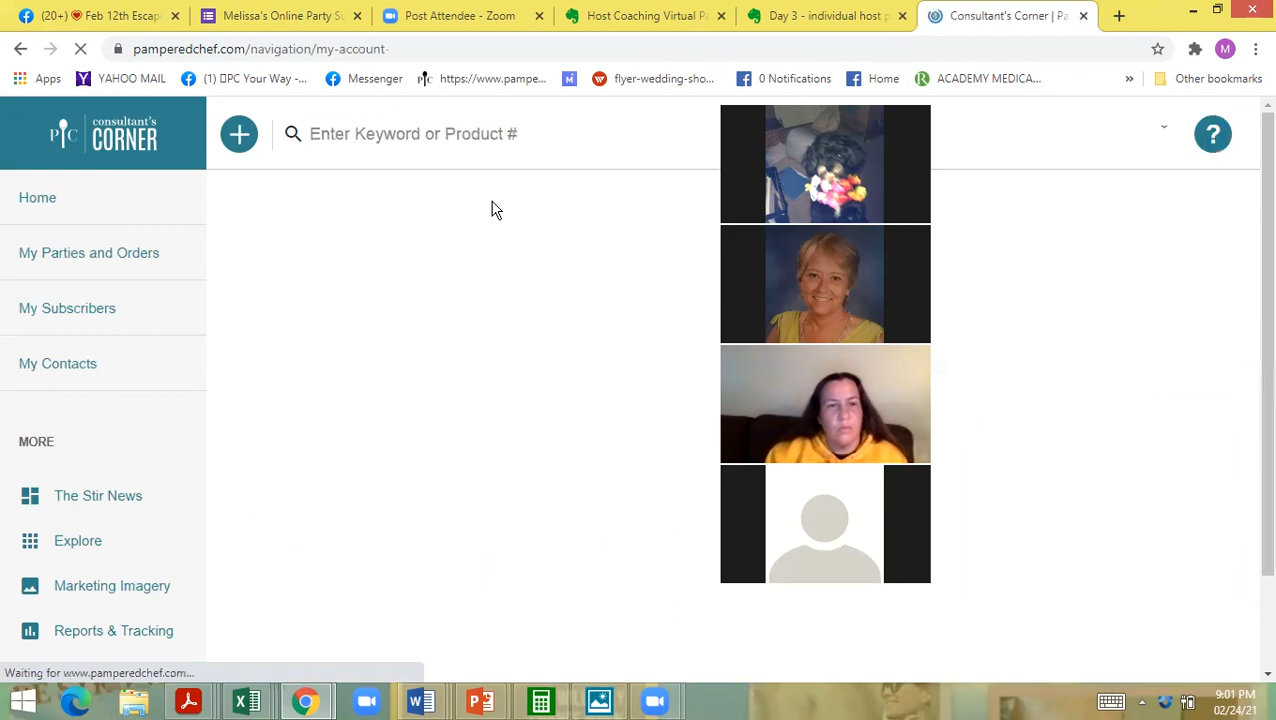 (20+) ❤ Feb 12th Escap
Melissa's Online Party Su
Post Attendee - Zoom
Host Coaching Virtual Pa
Day 3 - individual host p
Consultant's Corner | Pa
pamperedchef.com/navigation/my-account
M
Apps
YAHOO MAIL
(1) PC Your Way -...
Messenger
https://www.pampe...
flyer-wedding-sho...
0 Notifications
Home
ACADEMY MEDICA...
»
Other bookmarks
consultant's
CORNER
Enter Keyword or Product #
?
Home
My Parties and Orders
My Subscribers
My Contacts
MORE
The Stir News
Explore
Marketing Imagery
Reports & Tracking
Waiting for www.pamperedchef.com...
9:01 PM
02/24/21